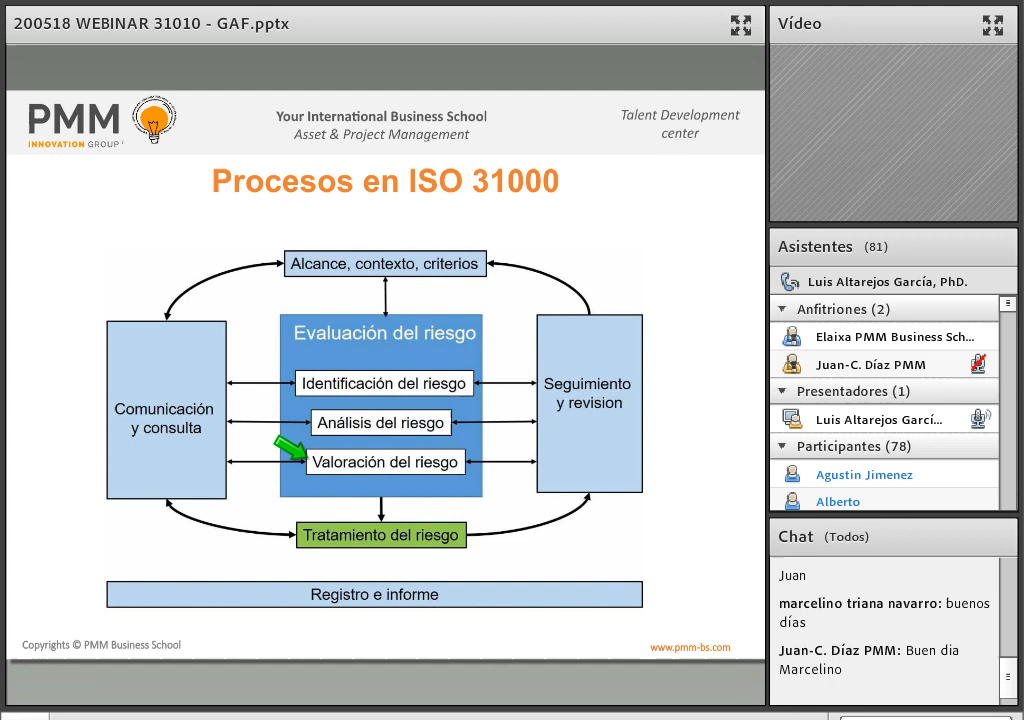 200518 WEBINAR 31010 - GAF.pptx
PMM
INNOVATION GROUP
Your International Business School
Asset & Project Management
Talent Development
center
Procesos en ISO 31000
Alcance, contexto, criterios
Evaluación del riesgo
Identificación del riesgo
Análisis del riesgo
Valoración del riesgo
Comunicación
y consulta
Seguimiento
y revision
Tratamiento del riesgo
Registro e informe
Copyrights © PMM Business School
www.pmm-bs.com
Vídeo
Asistentes (81)
Luis Altarejos García, PhD.
Anfitriones (2)
Elaixa PMM Business Sch...
Juan-C. Díaz PMM
Presentadores (1)
Luis Altarejos Garcí...
Participantes (78)
Agustin Jimenez
Alberto
Chat (Todos)
Juan
marcelino triana navarro: buenos
días
Juan-C. Díaz PMM: Buen dia
Marcelino